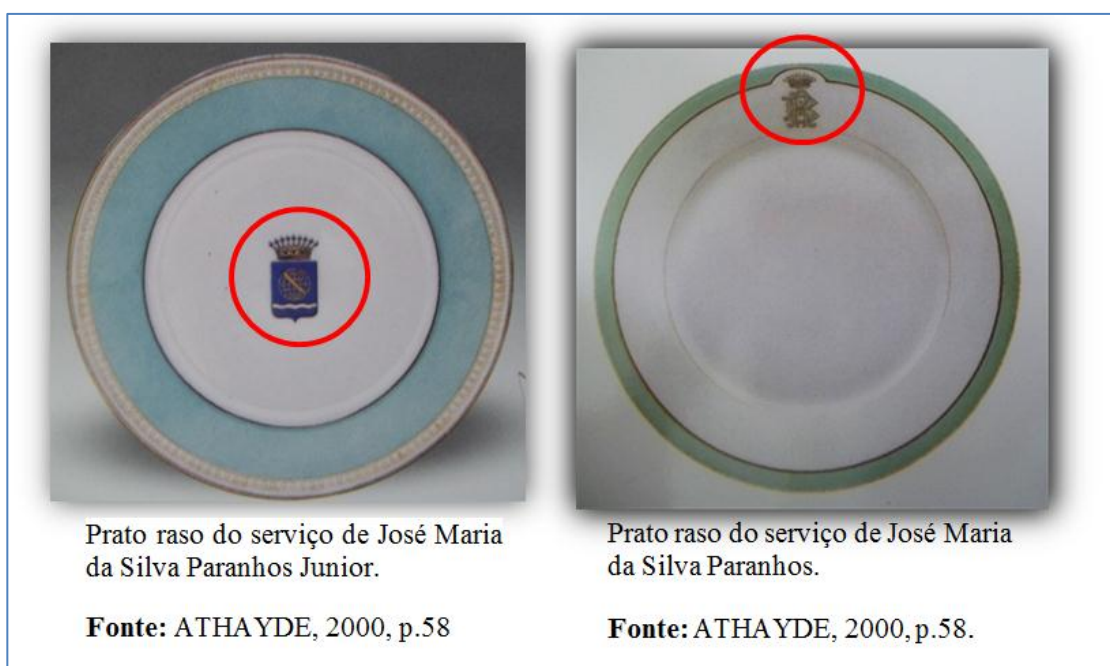 Prato raso do serviço de José Maria
da Silva Paranhos Junior.
Fonte: ATHAYDE, 2000, p.58
Prato raso do serviço de José Maria
da Silva Paranhos.
Fonte: ATHAYDE, 2000, p.58.